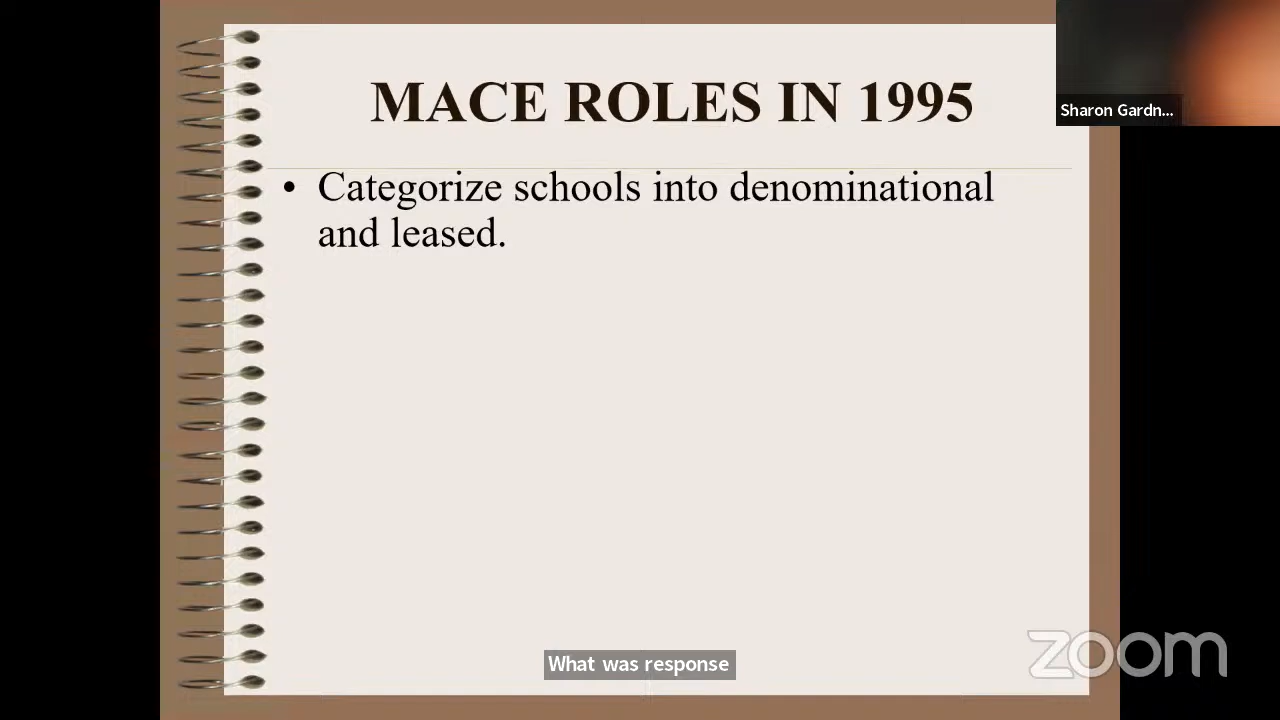 MACE ROLES IN 1995
Sharon Gardn...
• Categorize schools into denominational
and leased.
zoom
What was response